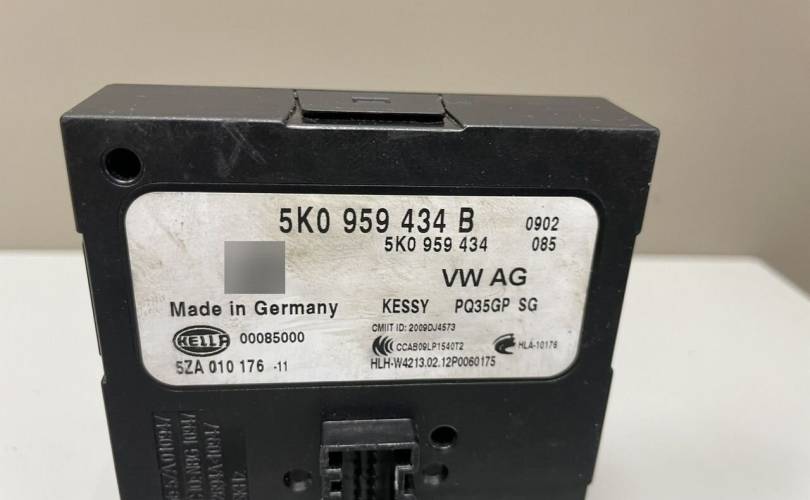 5K0 959 434 B 0902
5K0 959 434 085
VW AG
Made in Germany KESSY PQ35GP SG
CMIIT ID: 2009DJ4573
HELLA 00085000 CCAB09LP1540T2 HLA-10176
5ZA 010 176 -11 HLH-W4213.02.12P0060175